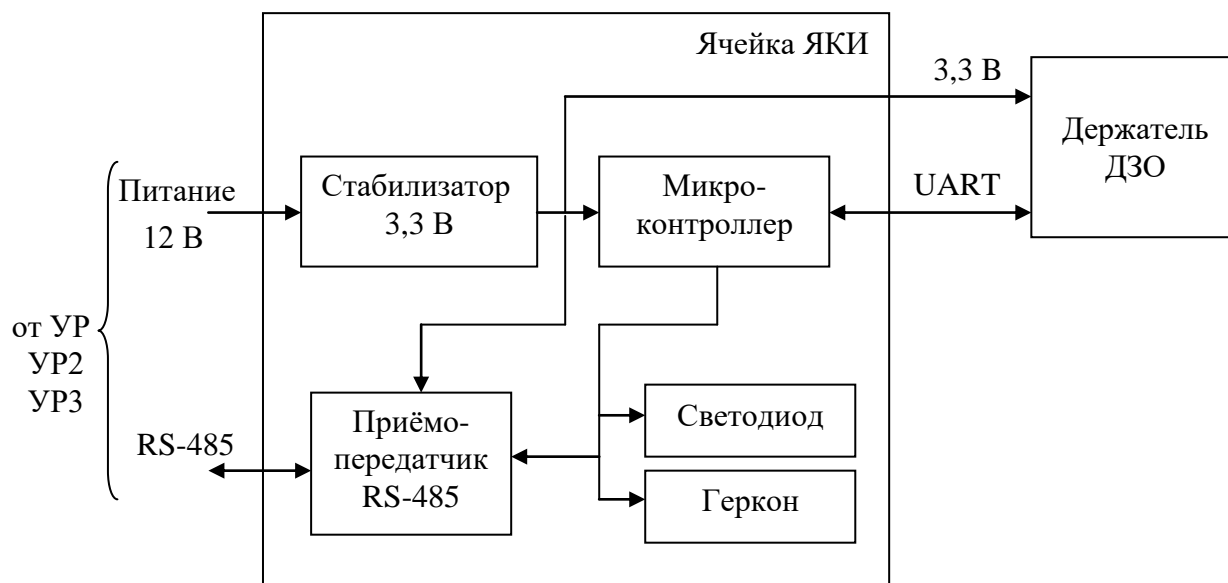 Ячейка ЯКИ
3,3 В
Держатель
ДЗО
Питание
12 В
Стабилизатор
3,3 В
Микро-
контроллер
UART
от УР
УР2
УР3
RS-485
Приёмо-
передатчик
RS-485
Светодиод
Геркон